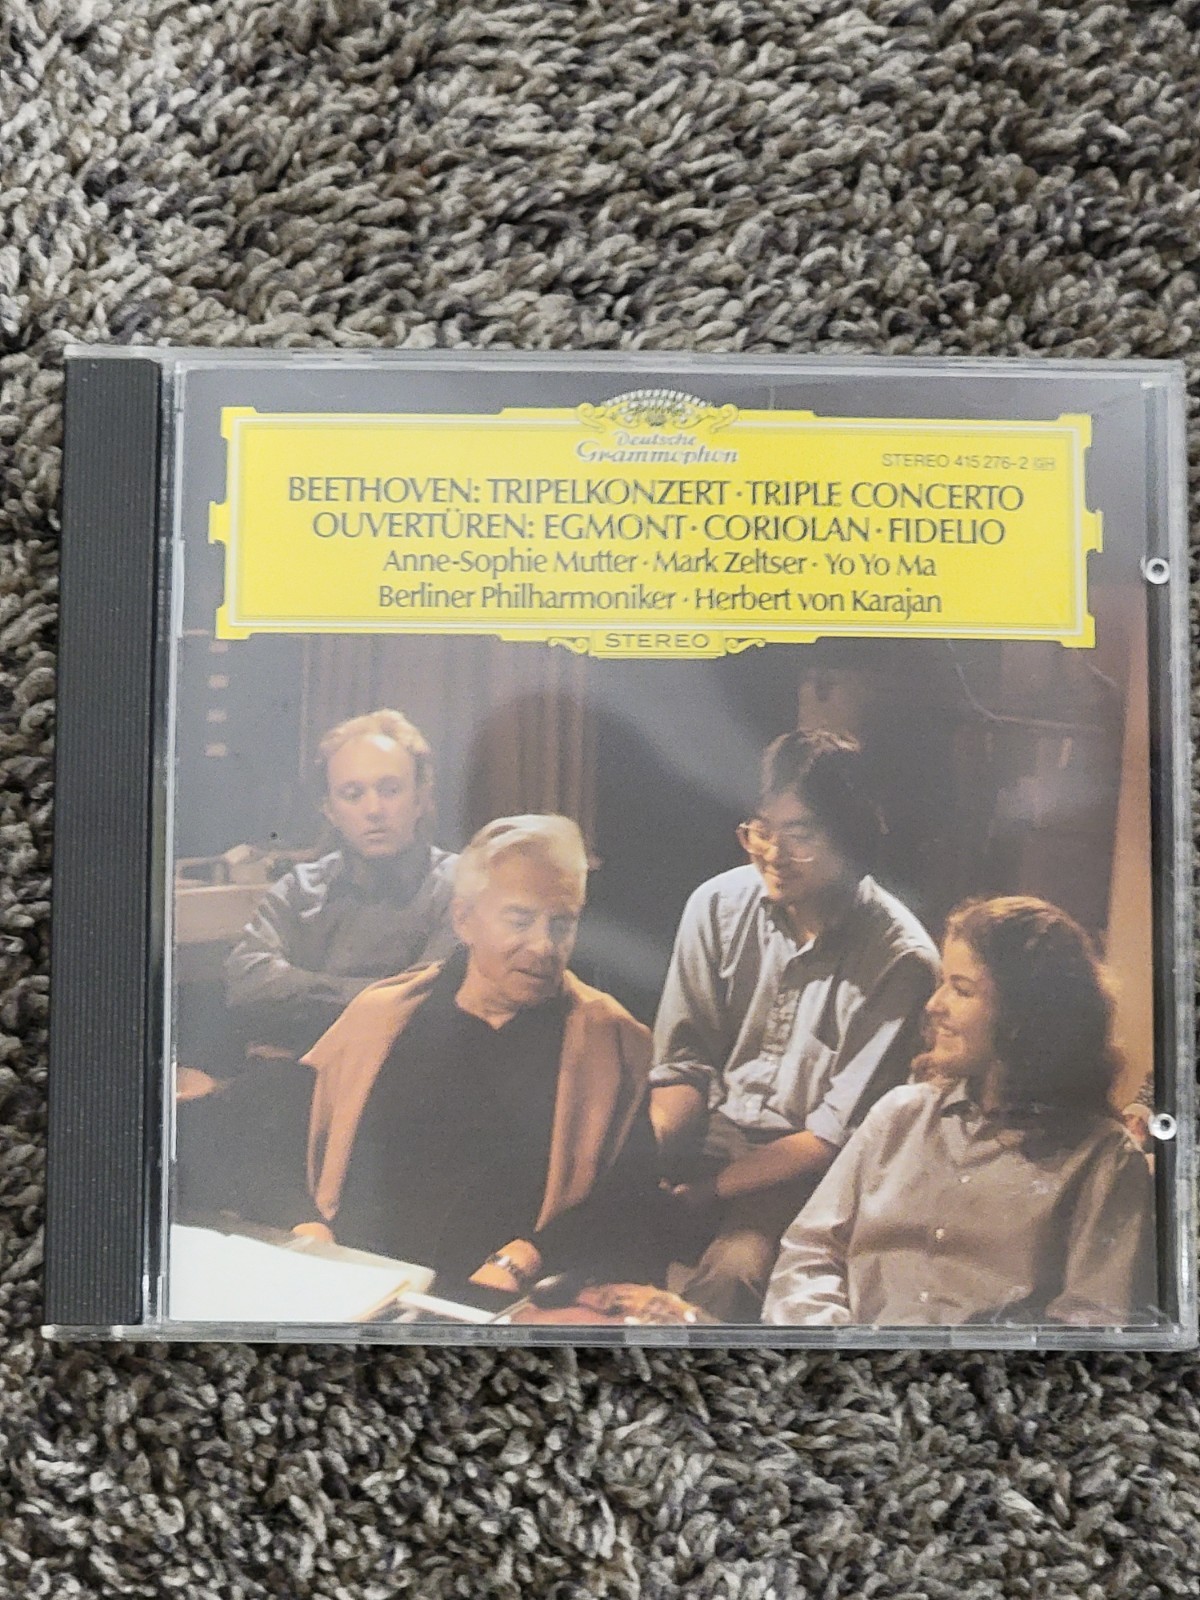 Deutsche
Grammophon
STEREO 415 276-2 GH
BEETHOVEN: TRIPELKONZERT · TRIPLE CONCERTO
OUVERTÜREN: EGMONT · CORIOLAN · FIDELIO
Anne-Sophie Mutter · Mark Zeltser · Yo Yo Ma
Berliner Philharmoniker · Herbert von Karajan
STEREO